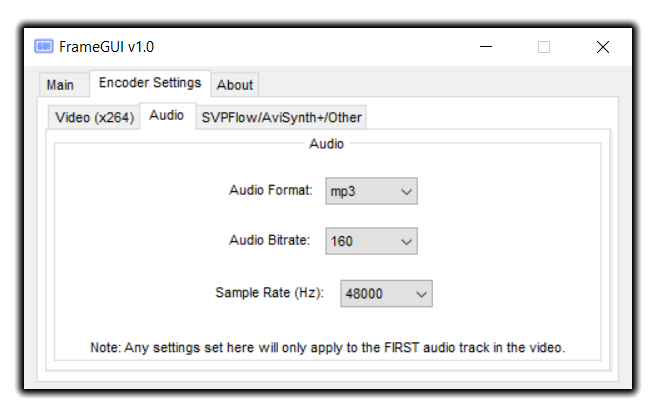 GUI FrameGUI v1.0
Main Encoder Settings About
Video (x264) Audio SVPFlow/AviSynth+/Other
Audio
Audio Format: mp3
Audio Bitrate: 160
Sample Rate (Hz): 48000
Note: Any settings set here will only apply to the FIRST audio track in the video.